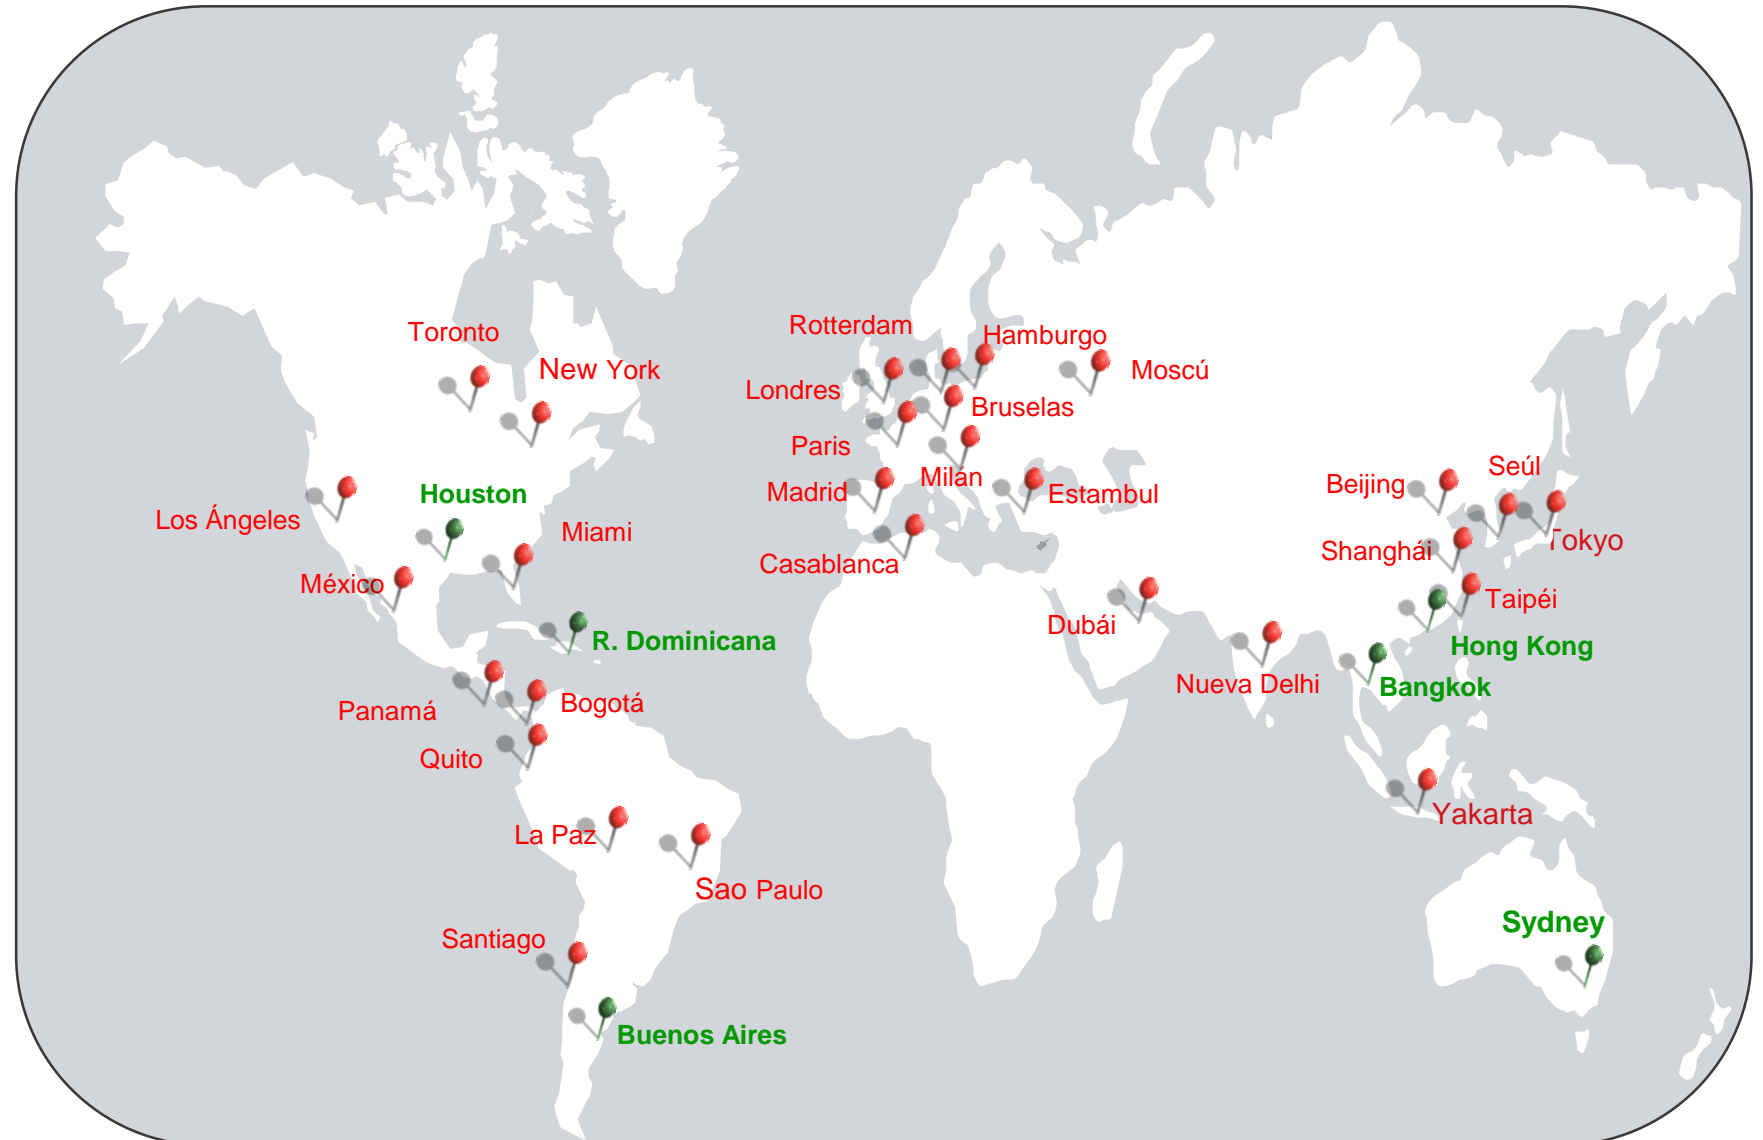 Toronto
New York
Los Ángeles
Houston
Miami
México
R. Dominicana
Panamá
Bogotá
Quito
La Paz
Sao Paulo
Santiago
Buenos Aires
Rotterdam
Hamburgo
Londres
Moscú
Bruselas
Paris
Madrid
Milán
Estambul
Casablanca
Dubái
Nueva Delhi
Beijing
Seúl
Shanghái
Tokyo
Taipéi
Hong Kong
Bangkok
Yakarta
Sydney